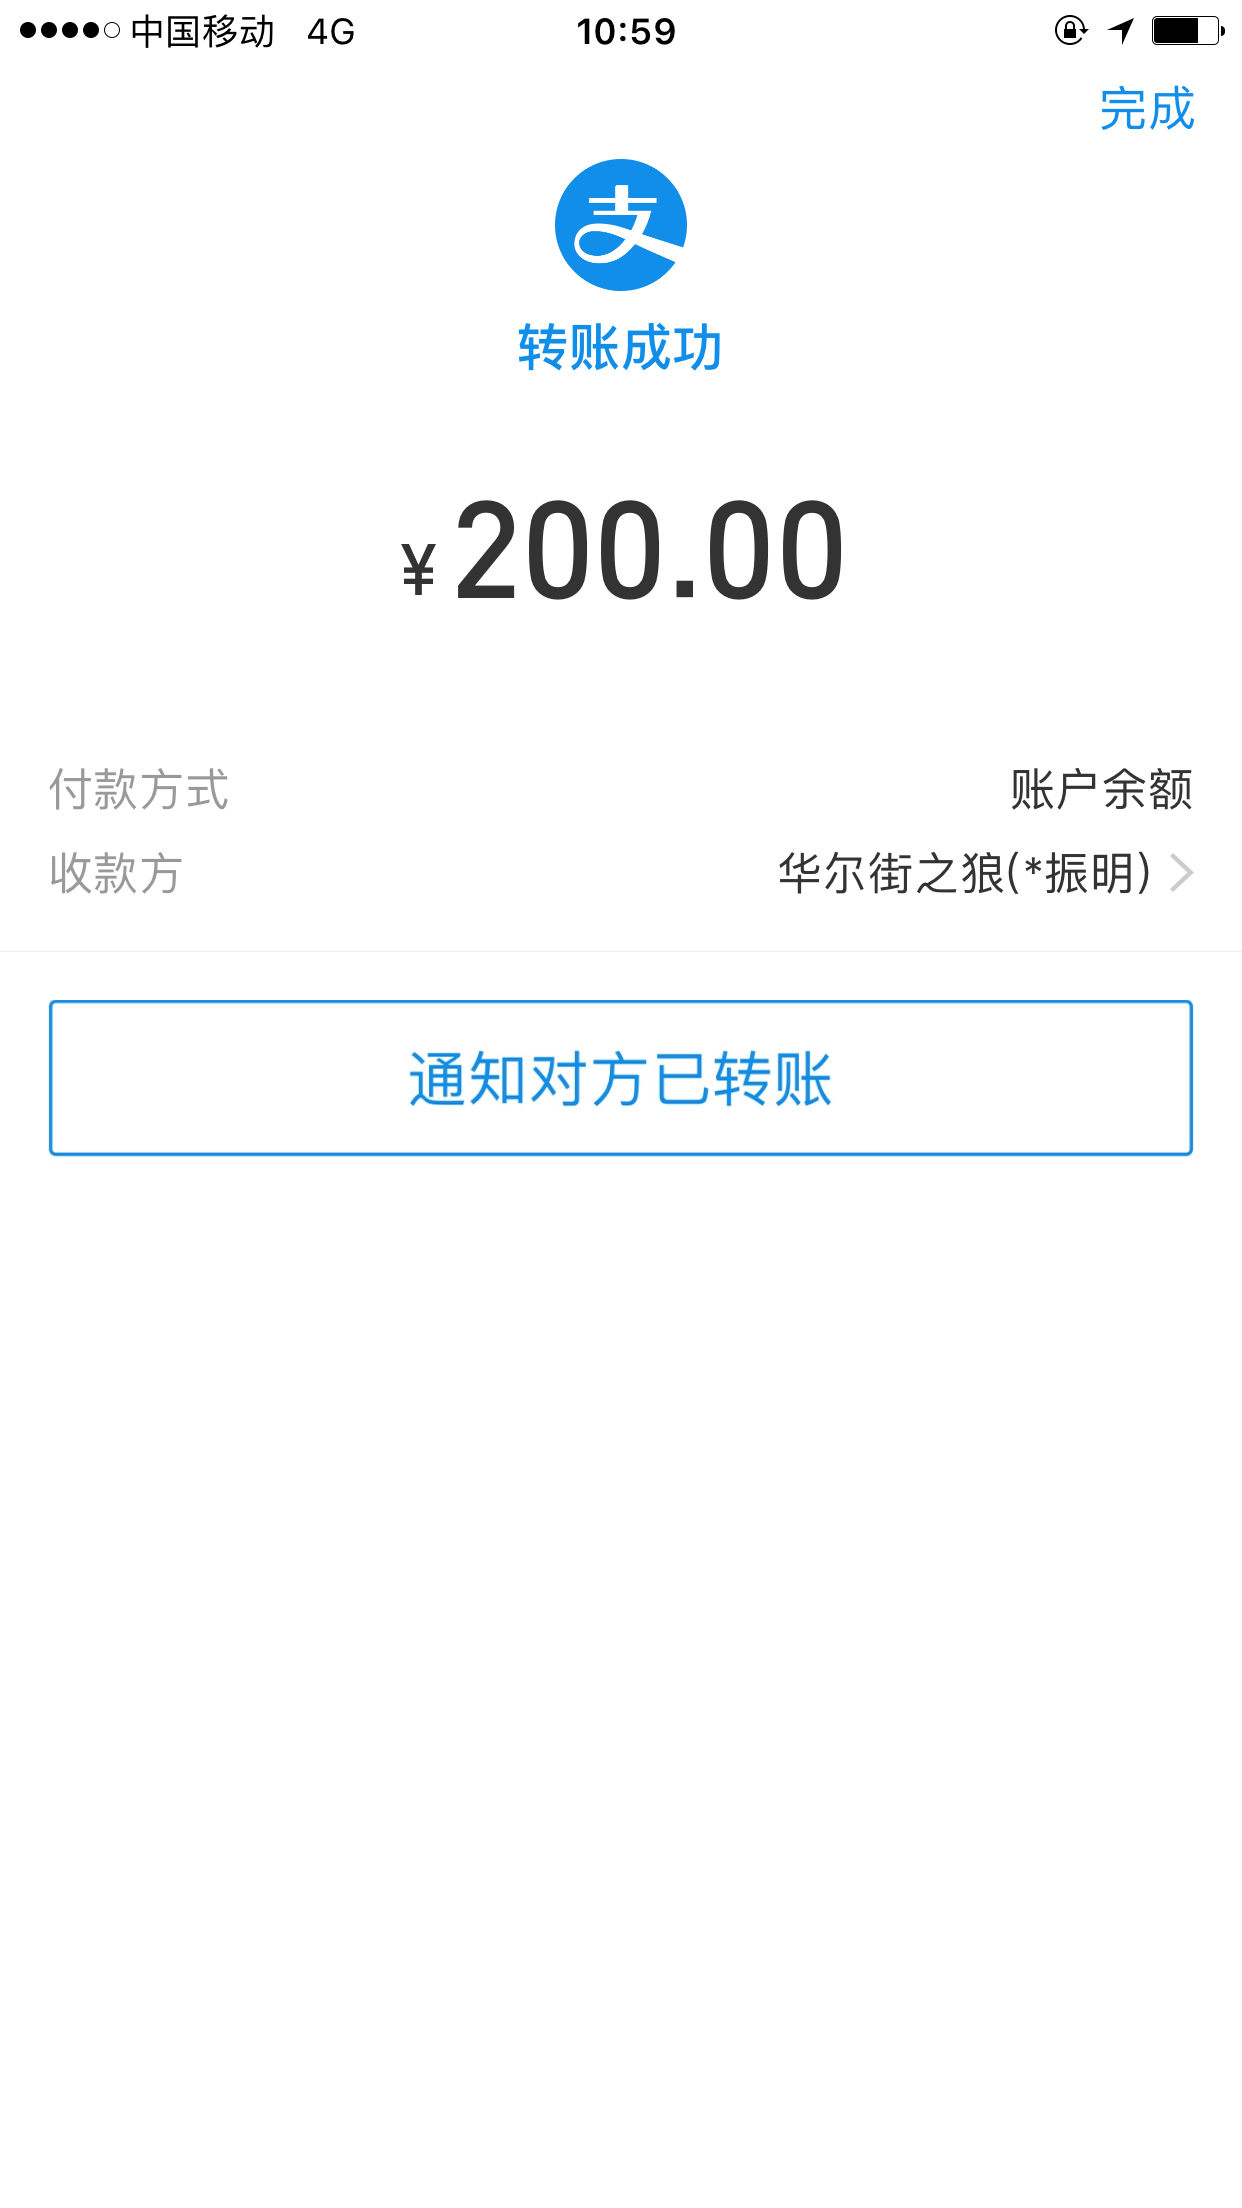 中国移动 4G 10:59
完成
支
转账成功
¥ 200.00
付款方式 账户余额
收款方 华尔街之狼(*振明)
通知对方已转账